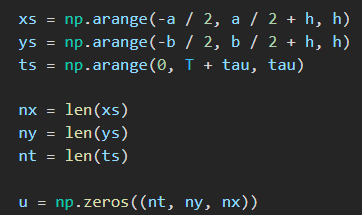 xs = np.arange(-a / 2, a / 2 + h, h)
ys = np.arange(-b / 2, b / 2 + h, h)
ts = np.arange(0, T + tau, tau)
nx = len(xs)
ny = len(ys)
nt = len(ts)
u = np.zeros((nt, ny, nx))